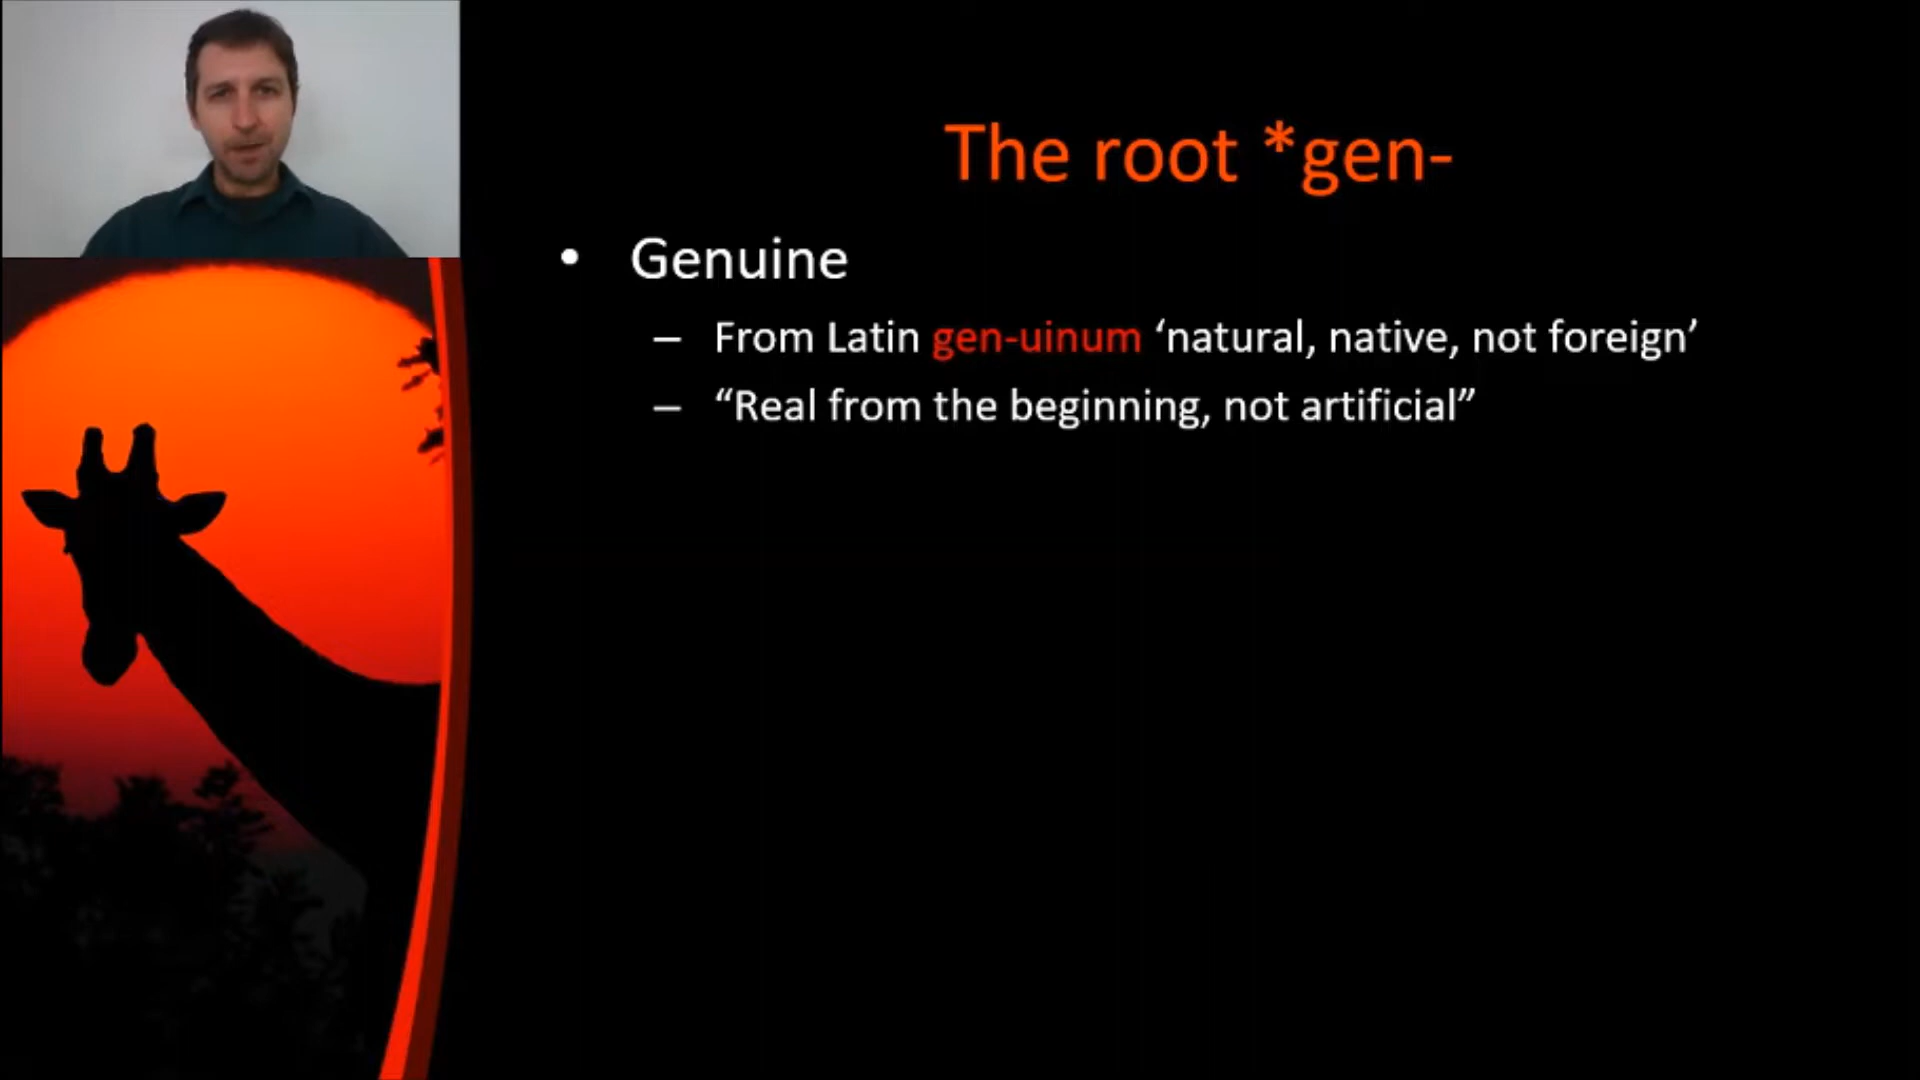 The root *gen-
• Genuine
– From Latin gen-uinum ‘natural, native, not foreign’
– “Real from the beginning, not artificial”